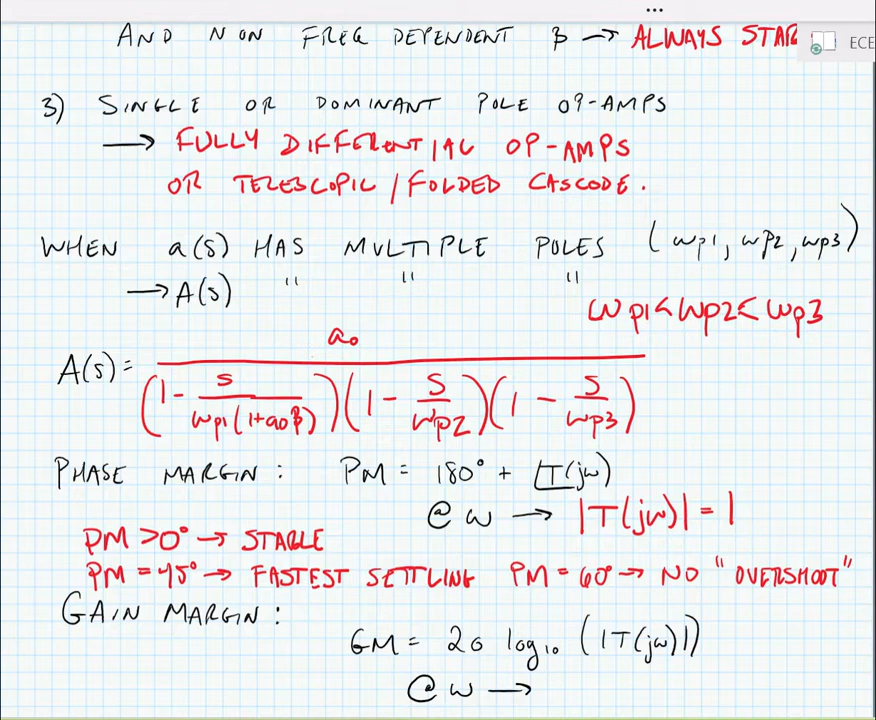 ...
AND NON FREQ DEPENDENT β → ALWAYS STAB
ECE
3) SINGLE OR DOMINANT POLE OP-AMPS
→ FULLY DIFFERENTIAL OP-AMPS
OR TELESCOPIC / FOLDED CASCODE.
WHEN a(s) HAS MULTIPLE POLES (ωp1, ωp2, ωp3)
→ A(s) " " "
ωp1 < ωp2 < ωp3
A(s) = a₀ / (1 - s/(ωp1(1+a₀β)))(1 - s/ωp2)(1 - s/ωp3)
PHASE MARGIN: PM = 180° + ∠T(jω)
@ ω → |T(jω)| = 1
PM > 0° → STABLE
PM = 45° → FASTEST SETTLING PM = 60° → NO "OVERSHOOT"
GAIN MARGIN:
GM = 20 log₁₀ (|T(jω)|)
@ ω →